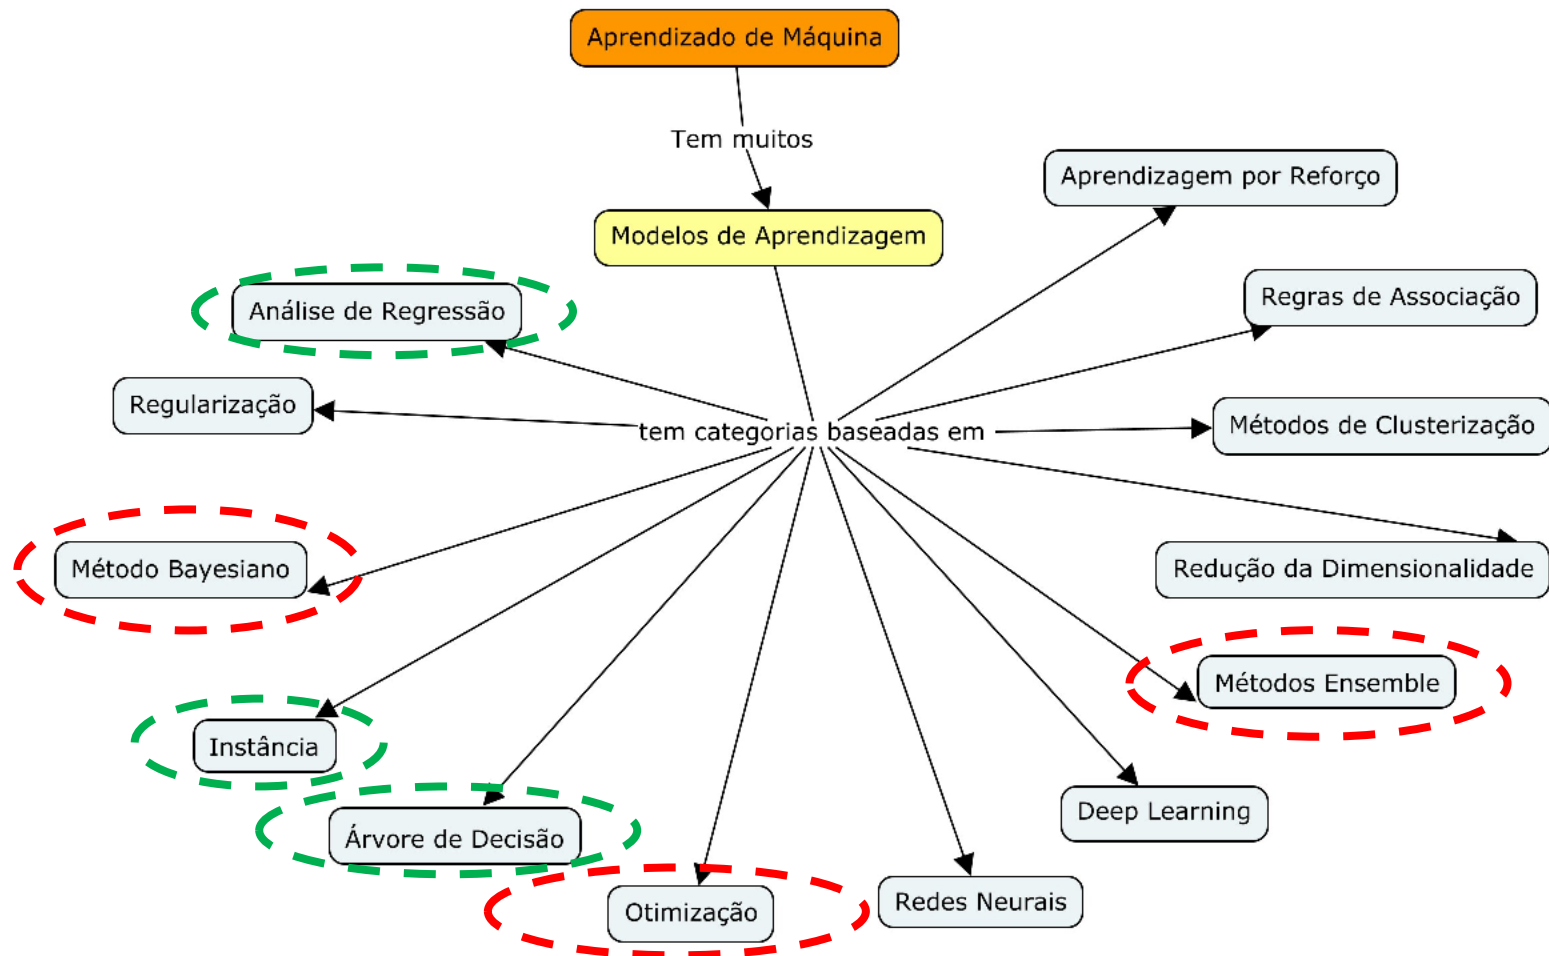 Aprendizado de Máquina
Tem muitos
Aprendizagem por Reforço
Modelos de Aprendizagem
Regras de Associação
Análise de Regressão
Regularização
Métodos de Clusterização
tem categorias baseadas em
Método Bayesiano
Redução da Dimensionalidade
Métodos Ensemble
Instância
Deep Learning
Árvore de Decisão
Redes Neurais
Otimização